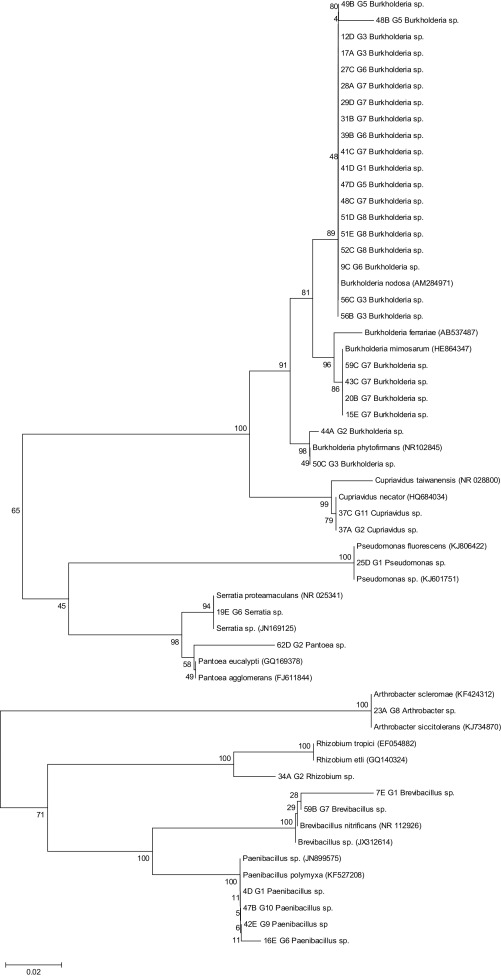 49B G5 Burkholderia sp.
80
4
48B G5 Burkholderia sp.
12D G3 Burkholderia sp.
17A G3 Burkholderia sp.
27C G6 Burkholderia sp.
28A G7 Burkholderia sp.
29D G7 Burkholderia sp.
31B G7 Burkholderia sp.
39B G6 Burkholderia sp.
41C G7 Burkholderia sp.
48
41D G1 Burkholderia sp.
47D G5 Burkholderia sp.
48C G7 Burkholderia sp.
51D G8 Burkholderia sp.
89
51E G8 Burkholderia sp.
52C G8 Burkholderia sp.
9C G6 Burkholderia sp.
Burkholderia nodosa (AM284971)
81
56C G3 Burkholderia sp.
56B G3 Burkholderia sp.
Burkholderia ferrariae (AB537487)
Burkholderia mimosarum (HE864347)
96
59C G7 Burkholderia sp.
91
43C G7 Burkholderia sp.
86
20B G7 Burkholderia sp.
15E G7 Burkholderia sp.
100
44A G2 Burkholderia sp.
Burkholderia phytofirmans (NR102845)
98
49
50C G3 Burkholderia sp.
Cupriavidus taiwanensis (NR 028800)
Cupriavidus necator (HQ684034)
99
65
37C G11 Cupriavidus sp.
79
37A G2 Cupriavidus sp.
Pseudomonas fluorescens (KJ806422)
100
25D G1 Pseudomonas sp.
Pseudomonas sp. (KJ601751)
45
Serratia proteamaculans (NR 025341)
94
19E G6 Serratia sp.
Serratia sp. (JN169125)
98
62D G2 Pantoea sp.
58
Pantoea eucalypti (GQ169378)
49
Pantoea agglomerans (FJ611844)
Arthrobacter scleromae (KF424312)
100
23A G8 Arthrobacter sp.
Arthrobacter siccitolerans (KJ734870)
Rhizobium tropici (EF054882)
100
100
Rhizobium etli (GQ140324)
34A G2 Rhizobium sp.
71
7E G1 Brevibacillus sp.
28
29
59B G7 Brevibacillus sp.
Brevibacillus nitrificans (NR 112926)
100
Brevibacillus sp. (JX312614)
100
Paenibacillus sp. (JN899575)
Paenibacillus polymyxa (KF527208)
100
4D G1 Paenibacillus sp.
11
47B G10 Paenibacillus sp.
5
42E G9 Paenibacillus sp
6
11
16E G6 Paenibacillus sp.
0.02